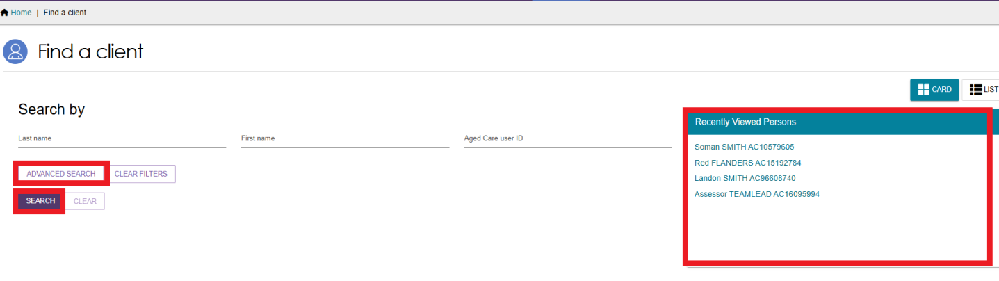 Home | Find a client
Find a client
CARD
LIST
Search by
Last name
First name
Aged Care user ID
ADVANCED SEARCH
CLEAR FILTERS
SEARCH
CLEAR
Recently Viewed Persons
Soman SMITH AC10579605
Red FLANDERS AC15192784
Landon SMITH AC96608740
Assessor TEAMLEAD AC16095994